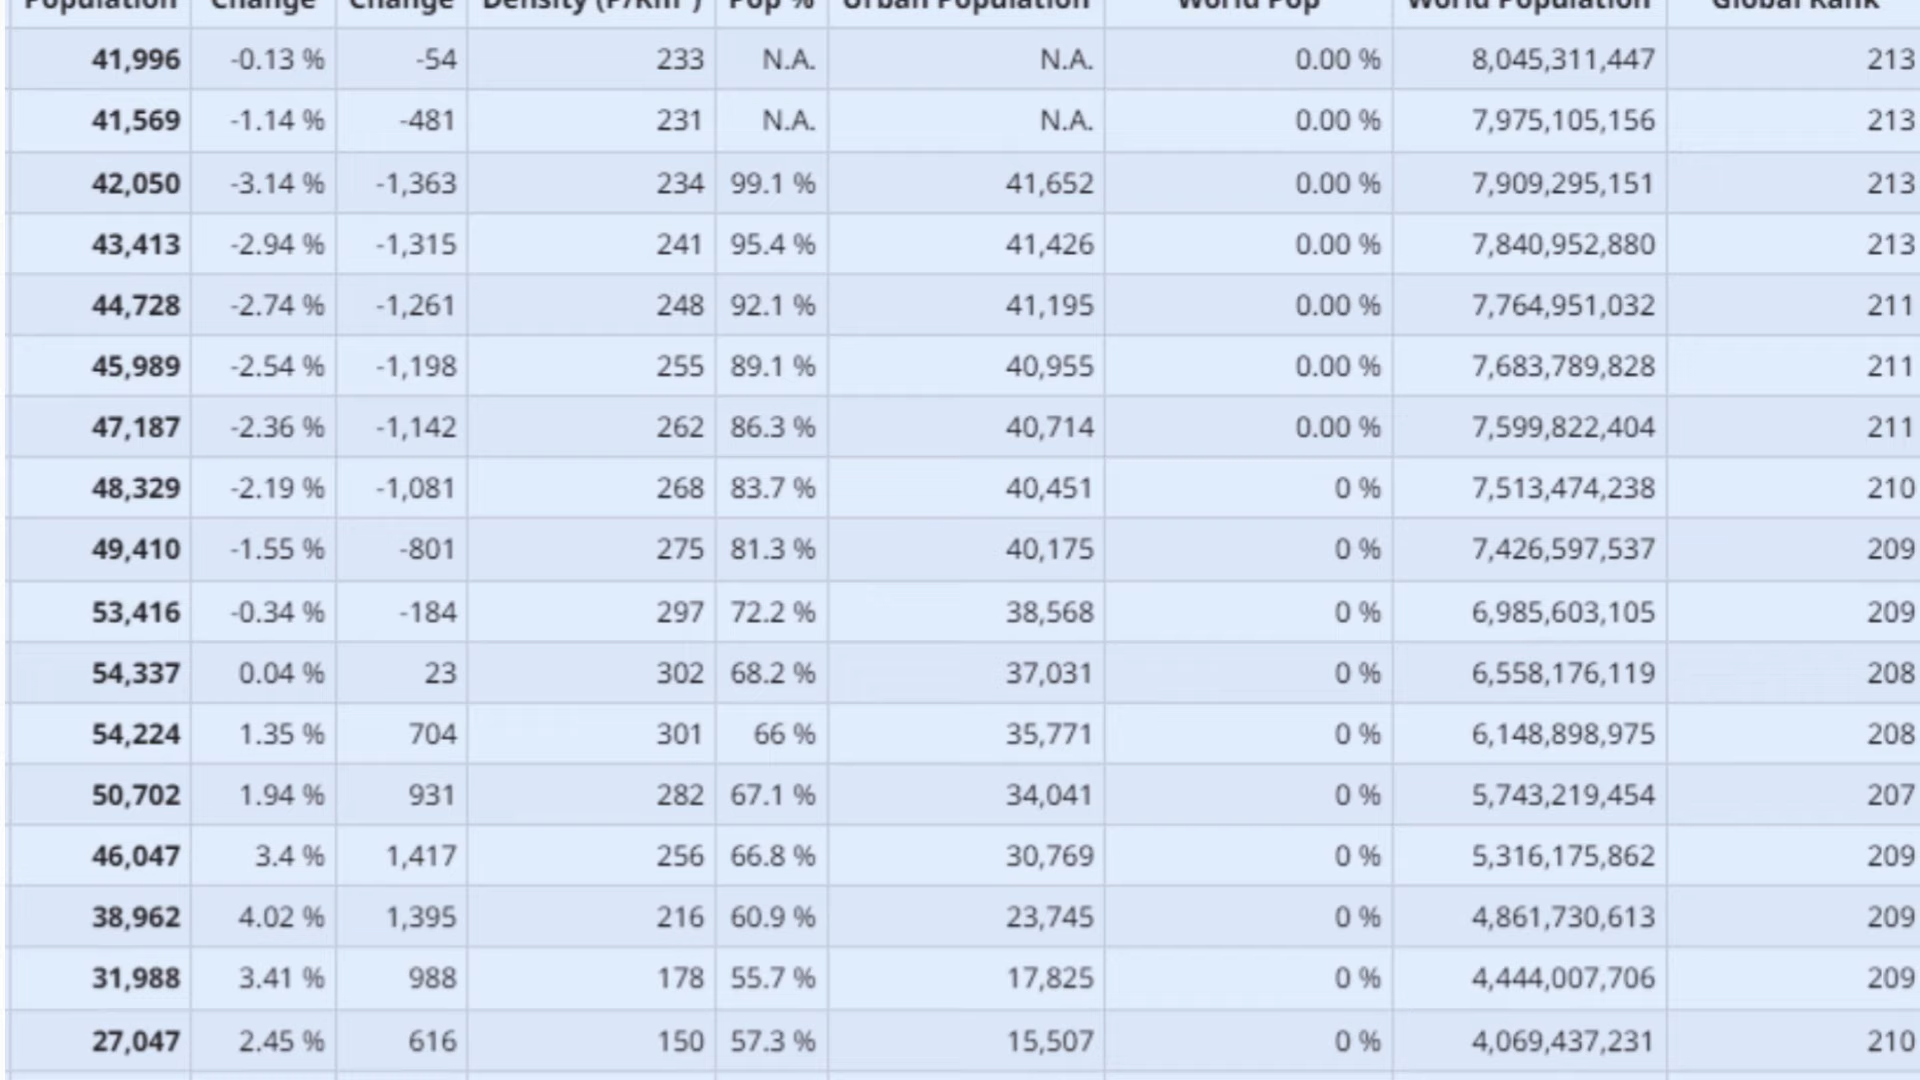 Population Change Change Density (P/Km²) Pop % Urban Population World Pop World Population Global Rank
41,996 -0.13 % -54 233 N.A. N.A. 0.00 % 8,045,311,447 213
41,569 -1.14 % -481 231 N.A. N.A. 0.00 % 7,975,105,156 213
42,050 -3.14 % -1,363 234 99.1 % 41,652 0.00 % 7,909,295,151 213
43,413 -2.94 % -1,315 241 95.4 % 41,426 0.00 % 7,840,952,880 213
44,728 -2.74 % -1,261 248 92.1 % 41,195 0.00 % 7,764,951,032 211
45,989 -2.54 % -1,198 255 89.1 % 40,955 0.00 % 7,683,789,828 211
47,187 -2.36 % -1,142 262 86.3 % 40,714 0.00 % 7,599,822,404 211
48,329 -2.19 % -1,081 268 83.7 % 40,451 0 % 7,513,474,238 210
49,410 -1.55 % -801 275 81.3 % 40,175 0 % 7,426,597,537 209
53,416 -0.34 % -184 297 72.2 % 38,568 0 % 6,985,603,105 209
54,337 0.04 % 23 302 68.2 % 37,031 0 % 6,558,176,119 208
54,224 1.35 % 704 301 66 % 35,771 0 % 6,148,898,975 208
50,702 1.94 % 931 282 67.1 % 34,041 0 % 5,743,219,454 207
46,047 3.4 % 1,417 256 66.8 % 30,769 0 % 5,316,175,862 209
38,962 4.02 % 1,395 216 60.9 % 23,745 0 % 4,861,730,613 209
31,988 3.41 % 988 178 55.7 % 17,825 0 % 4,444,007,706 209
27,047 2.45 % 616 150 57.3 % 15,507 0 % 4,069,437,231 210